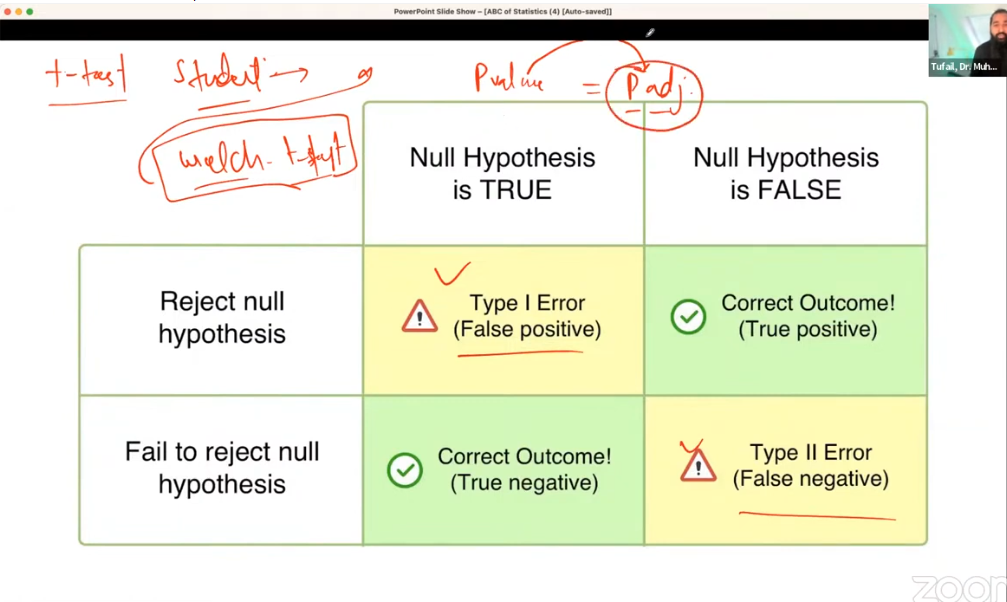 PowerPoint Slide Show – [ABC of Statistics (4) [Auto-saved]]
Tufail, Dr. Muh...
t-test Student →
P value = P adj.
welch t-test
Null Hypothesis
is TRUE
Null Hypothesis
is FALSE
Reject null
hypothesis
Type I Error
(False positive)
Correct Outcome!
(True positive)
Fail to reject null
hypothesis
Correct Outcome!
(True negative)
Type II Error
(False negative)
zoom